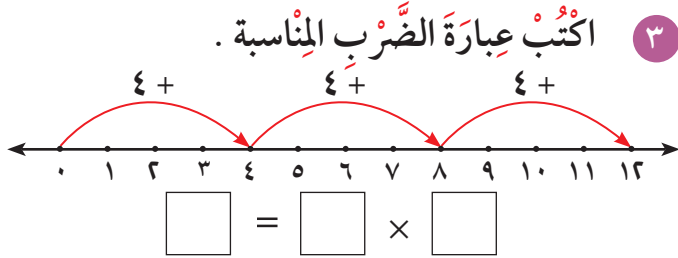 ٣ اكْتُبْ عِبارَةَ الضَّرْبِ المِنْاسبة .
٤ + ٤ + ٤ +
٠ ١ ٢ ٣ ٤ ٥ ٦ ٧ ٨ ٩ ١٠ ١١ ١٢
= ×